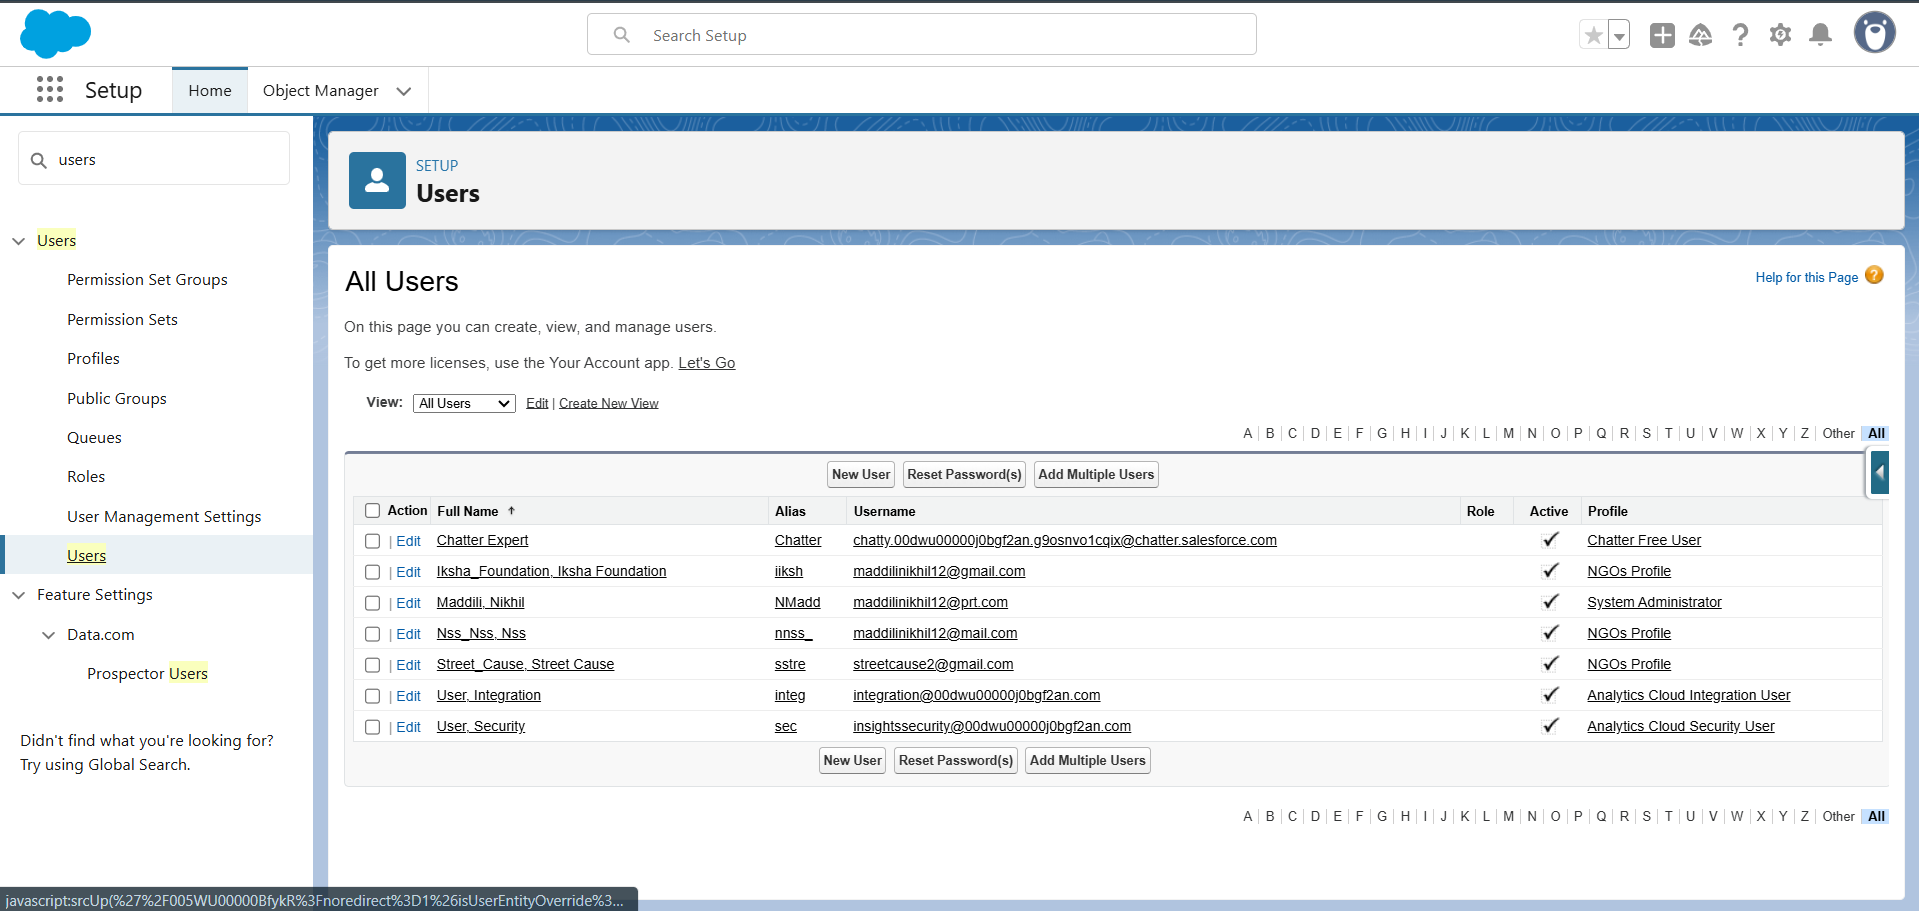 Search Setup
Setup
Home
Object Manager
users
Users
Permission Set Groups
Permission Sets
Profiles
Public Groups
Queues
Roles
User Management Settings
Users
Feature Settings
Data.com
Prospector Users
Didn't find what you're looking for?
Try using Global Search.
SETUP
Users
All Users
Help for this Page
On this page you can create, view, and manage users.
To get more licenses, use the Your Account app. Let's Go
View: All Users Edit | Create New View
A | B | C | D | E | F | G | H | I | J | K | L | M | N | O | P | Q | R | S | T | U | V | W | X | Y | Z | Other | All
New User Reset Password(s) Add Multiple Users
Action Full Name ↑ Alias Username Role Active Profile
| Edit Chatter Expert Chatter chatty.00dwu00000j0bgf2an.g9osnvo1cqix@chatter.salesforce.com Chatter Free User
| Edit Iksha_Foundation, Iksha Foundation iiksh maddilinikhil12@gmail.com NGOs Profile
| Edit Maddili, Nikhil NMadd maddilinikhil12@prt.com System Administrator
| Edit Nss_Nss, Nss nnss_ maddilinikhil12@mail.com NGOs Profile
| Edit Street_Cause, Street Cause sstre streetcause2@gmail.com NGOs Profile
| Edit User, Integration integ integration@00dwu00000j0bgf2an.com Analytics Cloud Integration User
| Edit User, Security sec insightssecurity@00dwu00000j0bgf2an.com Analytics Cloud Security User
New User Reset Password(s) Add Multiple Users
A | B | C | D | E | F | G | H | I | J | K | L | M | N | O | P | Q | R | S | T | U | V | W | X | Y | Z | Other | All
javascript:srcUp(%27%2F005WU00000BfykR%3Fnoredirect%3D1%26isUserEntityOverride%3...